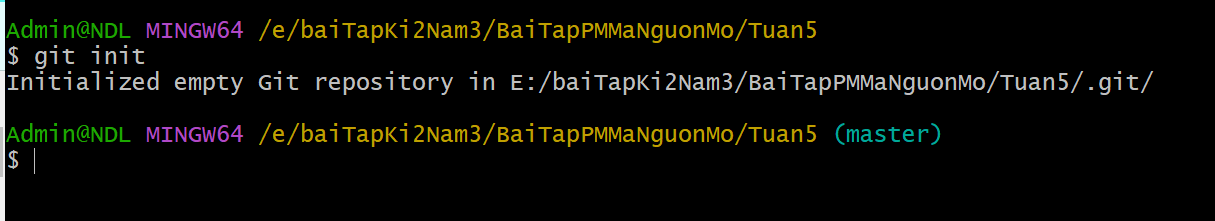 Admin@NDL MINGW64 /e/baiTapKi2Nam3/BaiTapPMMaNguonMo/Tuan5
$ git init
Initialized empty Git repository in E:/baiTapKi2Nam3/BaiTapPMMaNguonMo/Tuan5/.git/
Admin@NDL MINGW64 /e/baiTapKi2Nam3/BaiTapPMMaNguonMo/Tuan5 (master)
$